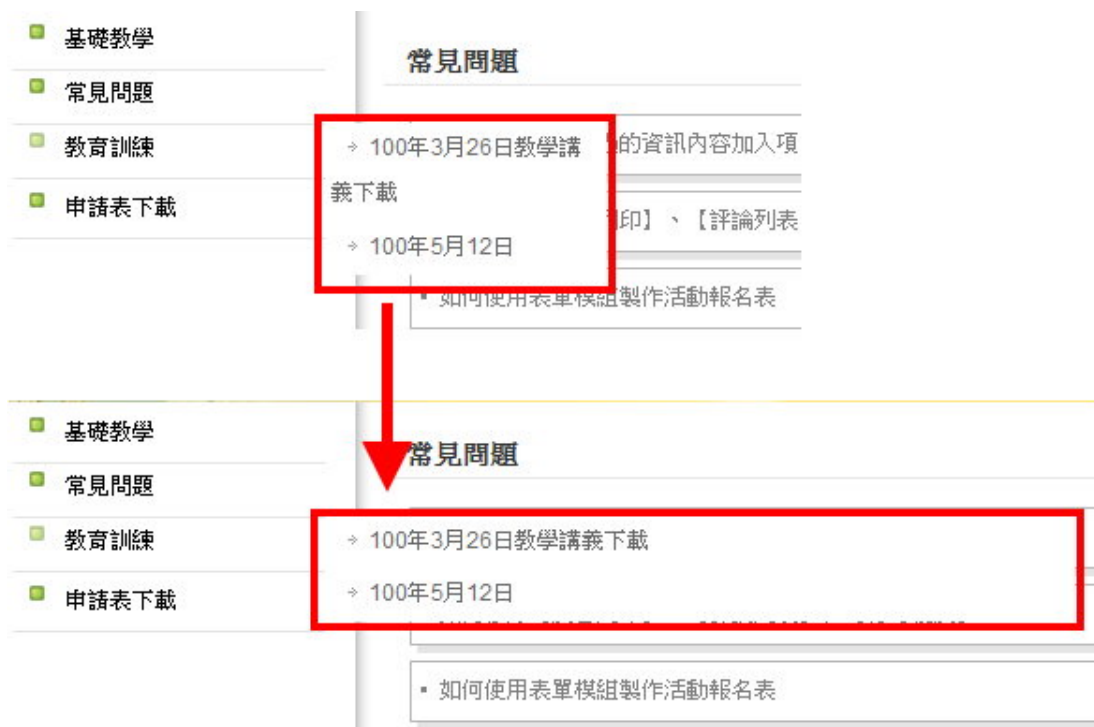 基礎教學
常見問題
常見問題
教育訓練
100年3月26日教學講
的資訊內容加入項
義下載
申請表下載
印】、【評論列表
100年5月12日
如何使用表單模組製作活動報名表
基礎教學
常見問題
常見問題
教育訓練
100年3月26日教學講義下載
申請表下載
100年5月12日
如何使用表單模組製作活動報名表